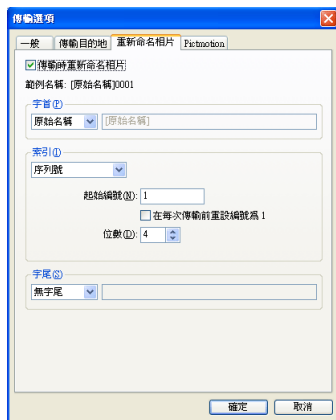 傳輸選項
一般 傳輸目的地 重新命名相片 Pictmotion
傳輸時重新命名相片
範例名稱: [原始名稱]0001
字首(P)
原始名稱 [原始名稱]
索引(I)
序列號
起始編號(N): 1
在每次傳輸前重設編號為 1
位數(D): 4
字尾(S)
無字尾
確定 取消